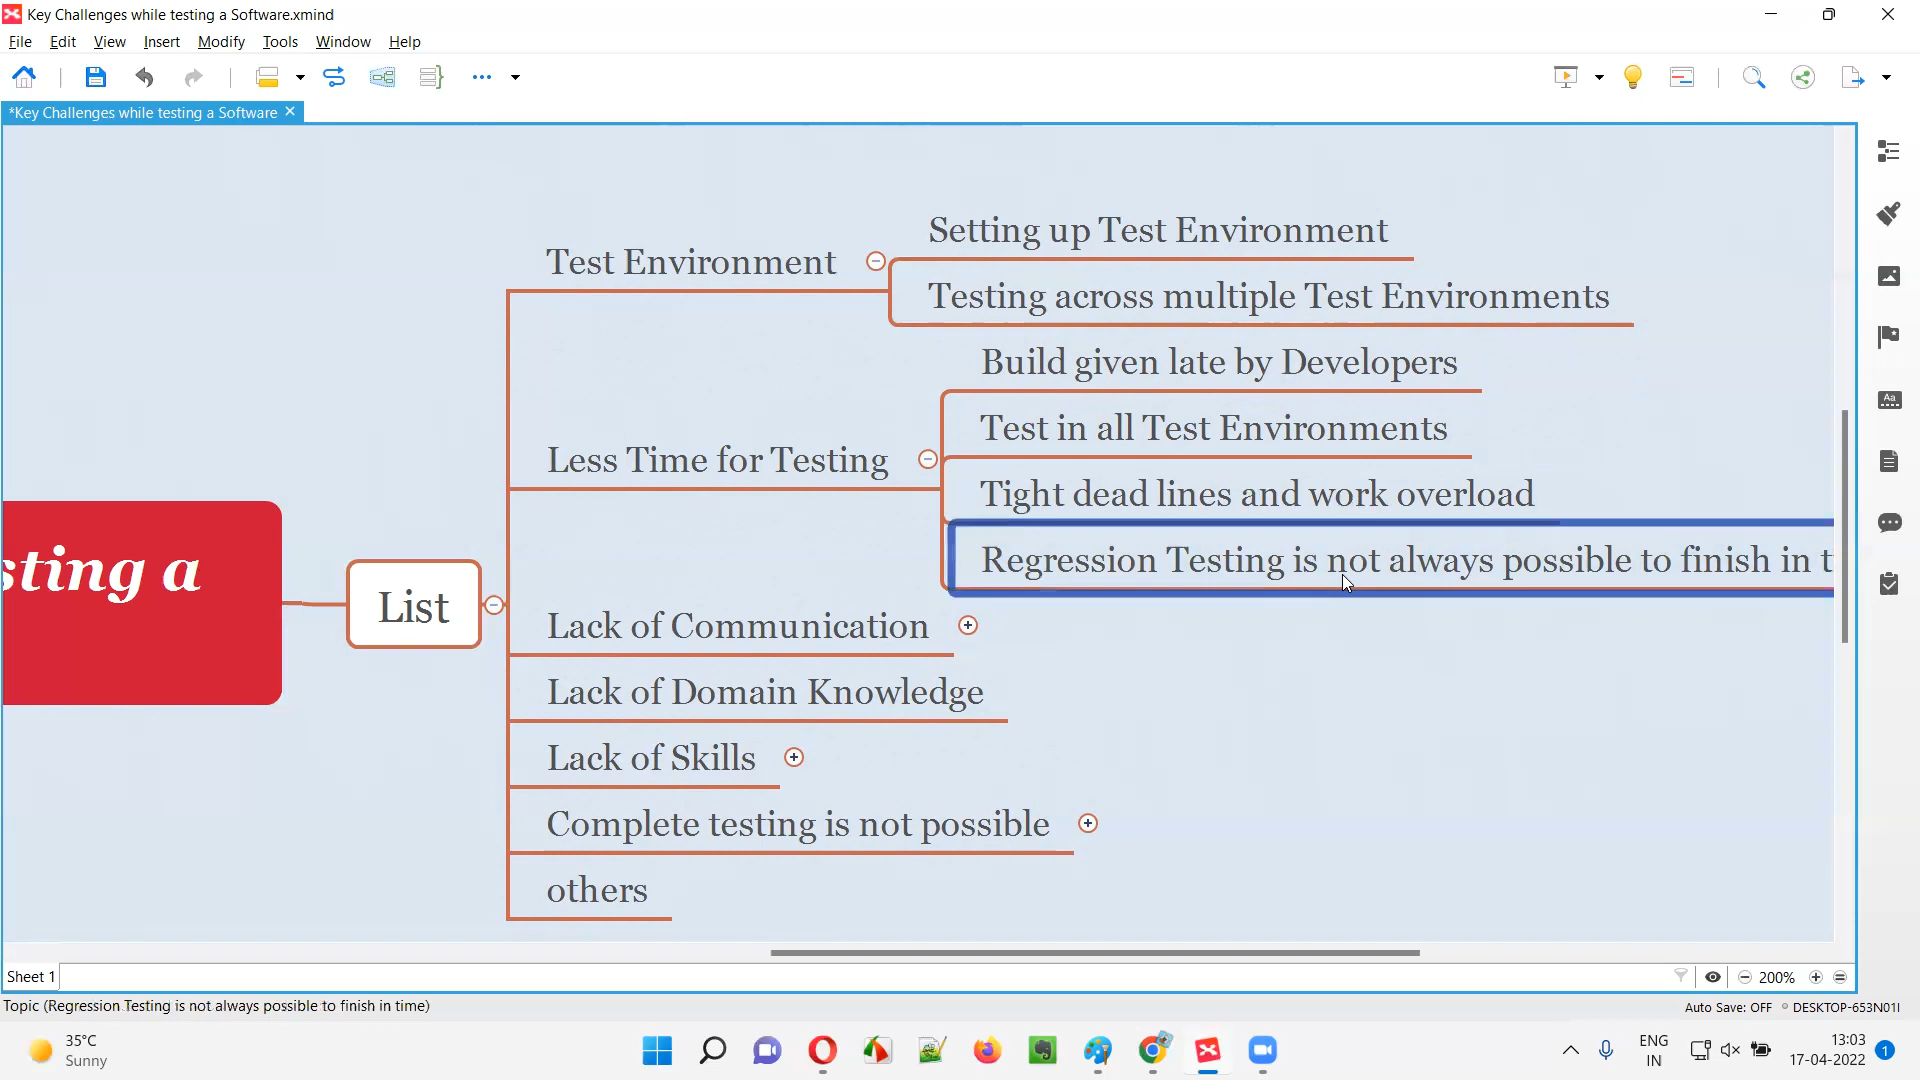 Key Challenges while testing a Software.xmind
File Edit View Insert Modify Tools Window Help
*Key Challenges while testing a Software
Setting up Test Environment
Test Environment
Testing across multiple Test Environments
Build given late by Developers
Test in all Test Environments
Less Time for Testing
Tight dead lines and work overload
Regression Testing is not always possible to finish in t
sting a
List
Lack of Communication
Lack of Domain Knowledge
Lack of Skills
Complete testing is not possible
others
Aa
Sheet 1
200%
Topic (Regression Testing is not always possible to finish in time)
Auto Save: OFF
DESKTOP-653N01I
35°C
Sunny
ENG
IN
13:03
17-04-2022
1